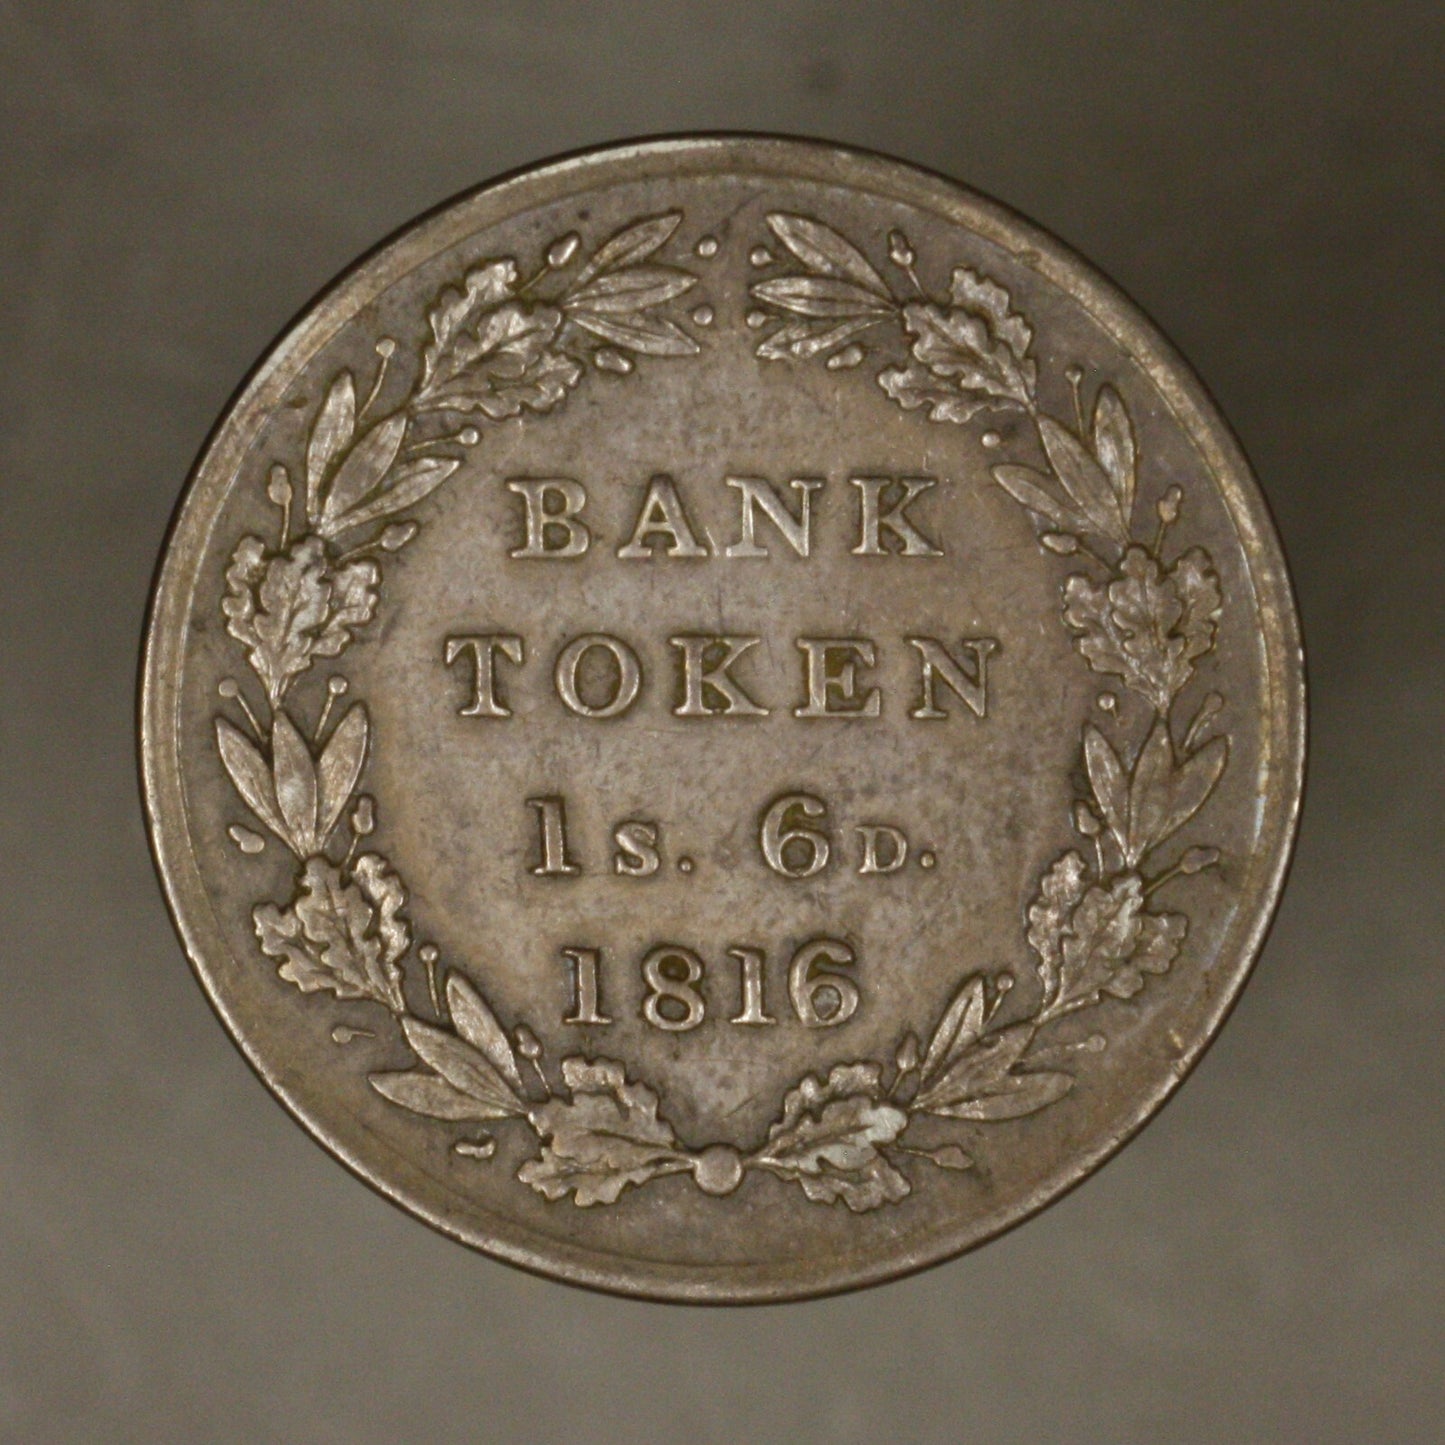 BANK
TOKEN
1S. 6D.
1816